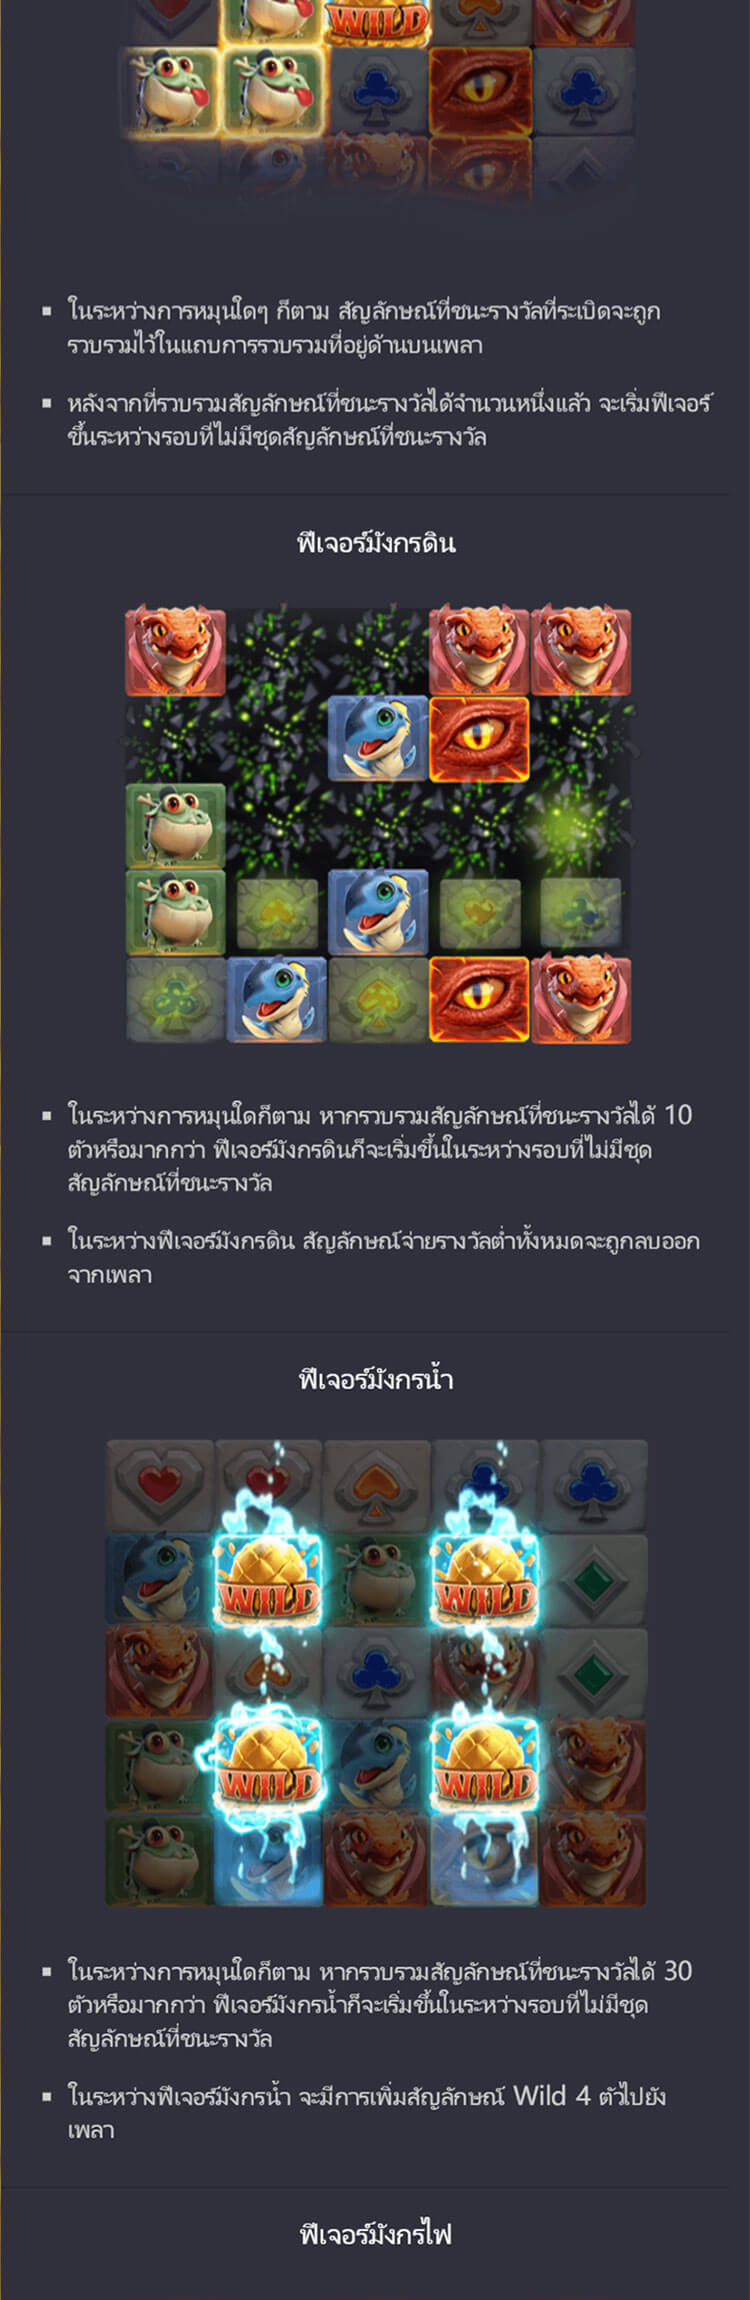 WILD
ในระหว่างการหมุนใดๆ ก็ตาม สัญลักษณ์ที่ชนะรางวัลที่ระเบิดจะถูก
รวบรวมไว้ในแถบการรวบรวมที่อยู่ด้านบนเพลา
หลังจากที่รวบรวมสัญลักษณ์ที่ชนะรางวัลได้จำนวนหนึ่งแล้ว จะเริ่มฟีเจอร์
ขึ้นระหว่างรอบที่ไม่มีชุดสัญลักษณ์ที่ชนะรางวัล
ฟีเจอร์มังกรดิน
ในระหว่างการหมุนใดก็ตาม หากรวบรวมสัญลักษณ์ที่ชนะรางวัลได้ 10
ตัวหรือมากกว่า ฟีเจอร์มังกรดินก็จะเริ่มขึ้นในระหว่างรอบที่ไม่มีชุด
สัญลักษณ์ที่ชนะรางวัล
ในระหว่างฟีเจอร์มังกรดิน สัญลักษณ์จ่ายรางวัลต่ำทั้งหมดจะถูกลบออก
จากเพลา
ฟีเจอร์มังกรน้ำ
WILD WILD
WILD WILD
ในระหว่างการหมุนใดก็ตาม หากรวบรวมสัญลักษณ์ที่ชนะรางวัลได้ 30
ตัวหรือมากกว่า ฟีเจอร์มังกรน้ำก็จะเริ่มขึ้นในระหว่างรอบที่ไม่มีชุด
สัญลักษณ์ที่ชนะรางวัล
ในระหว่างฟีเจอร์มังกรน้ำ จะมีการเพิ่มสัญลักษณ์ Wild 4 ตัวไปยัง
เพลา
ฟีเจอร์มังกรไฟ